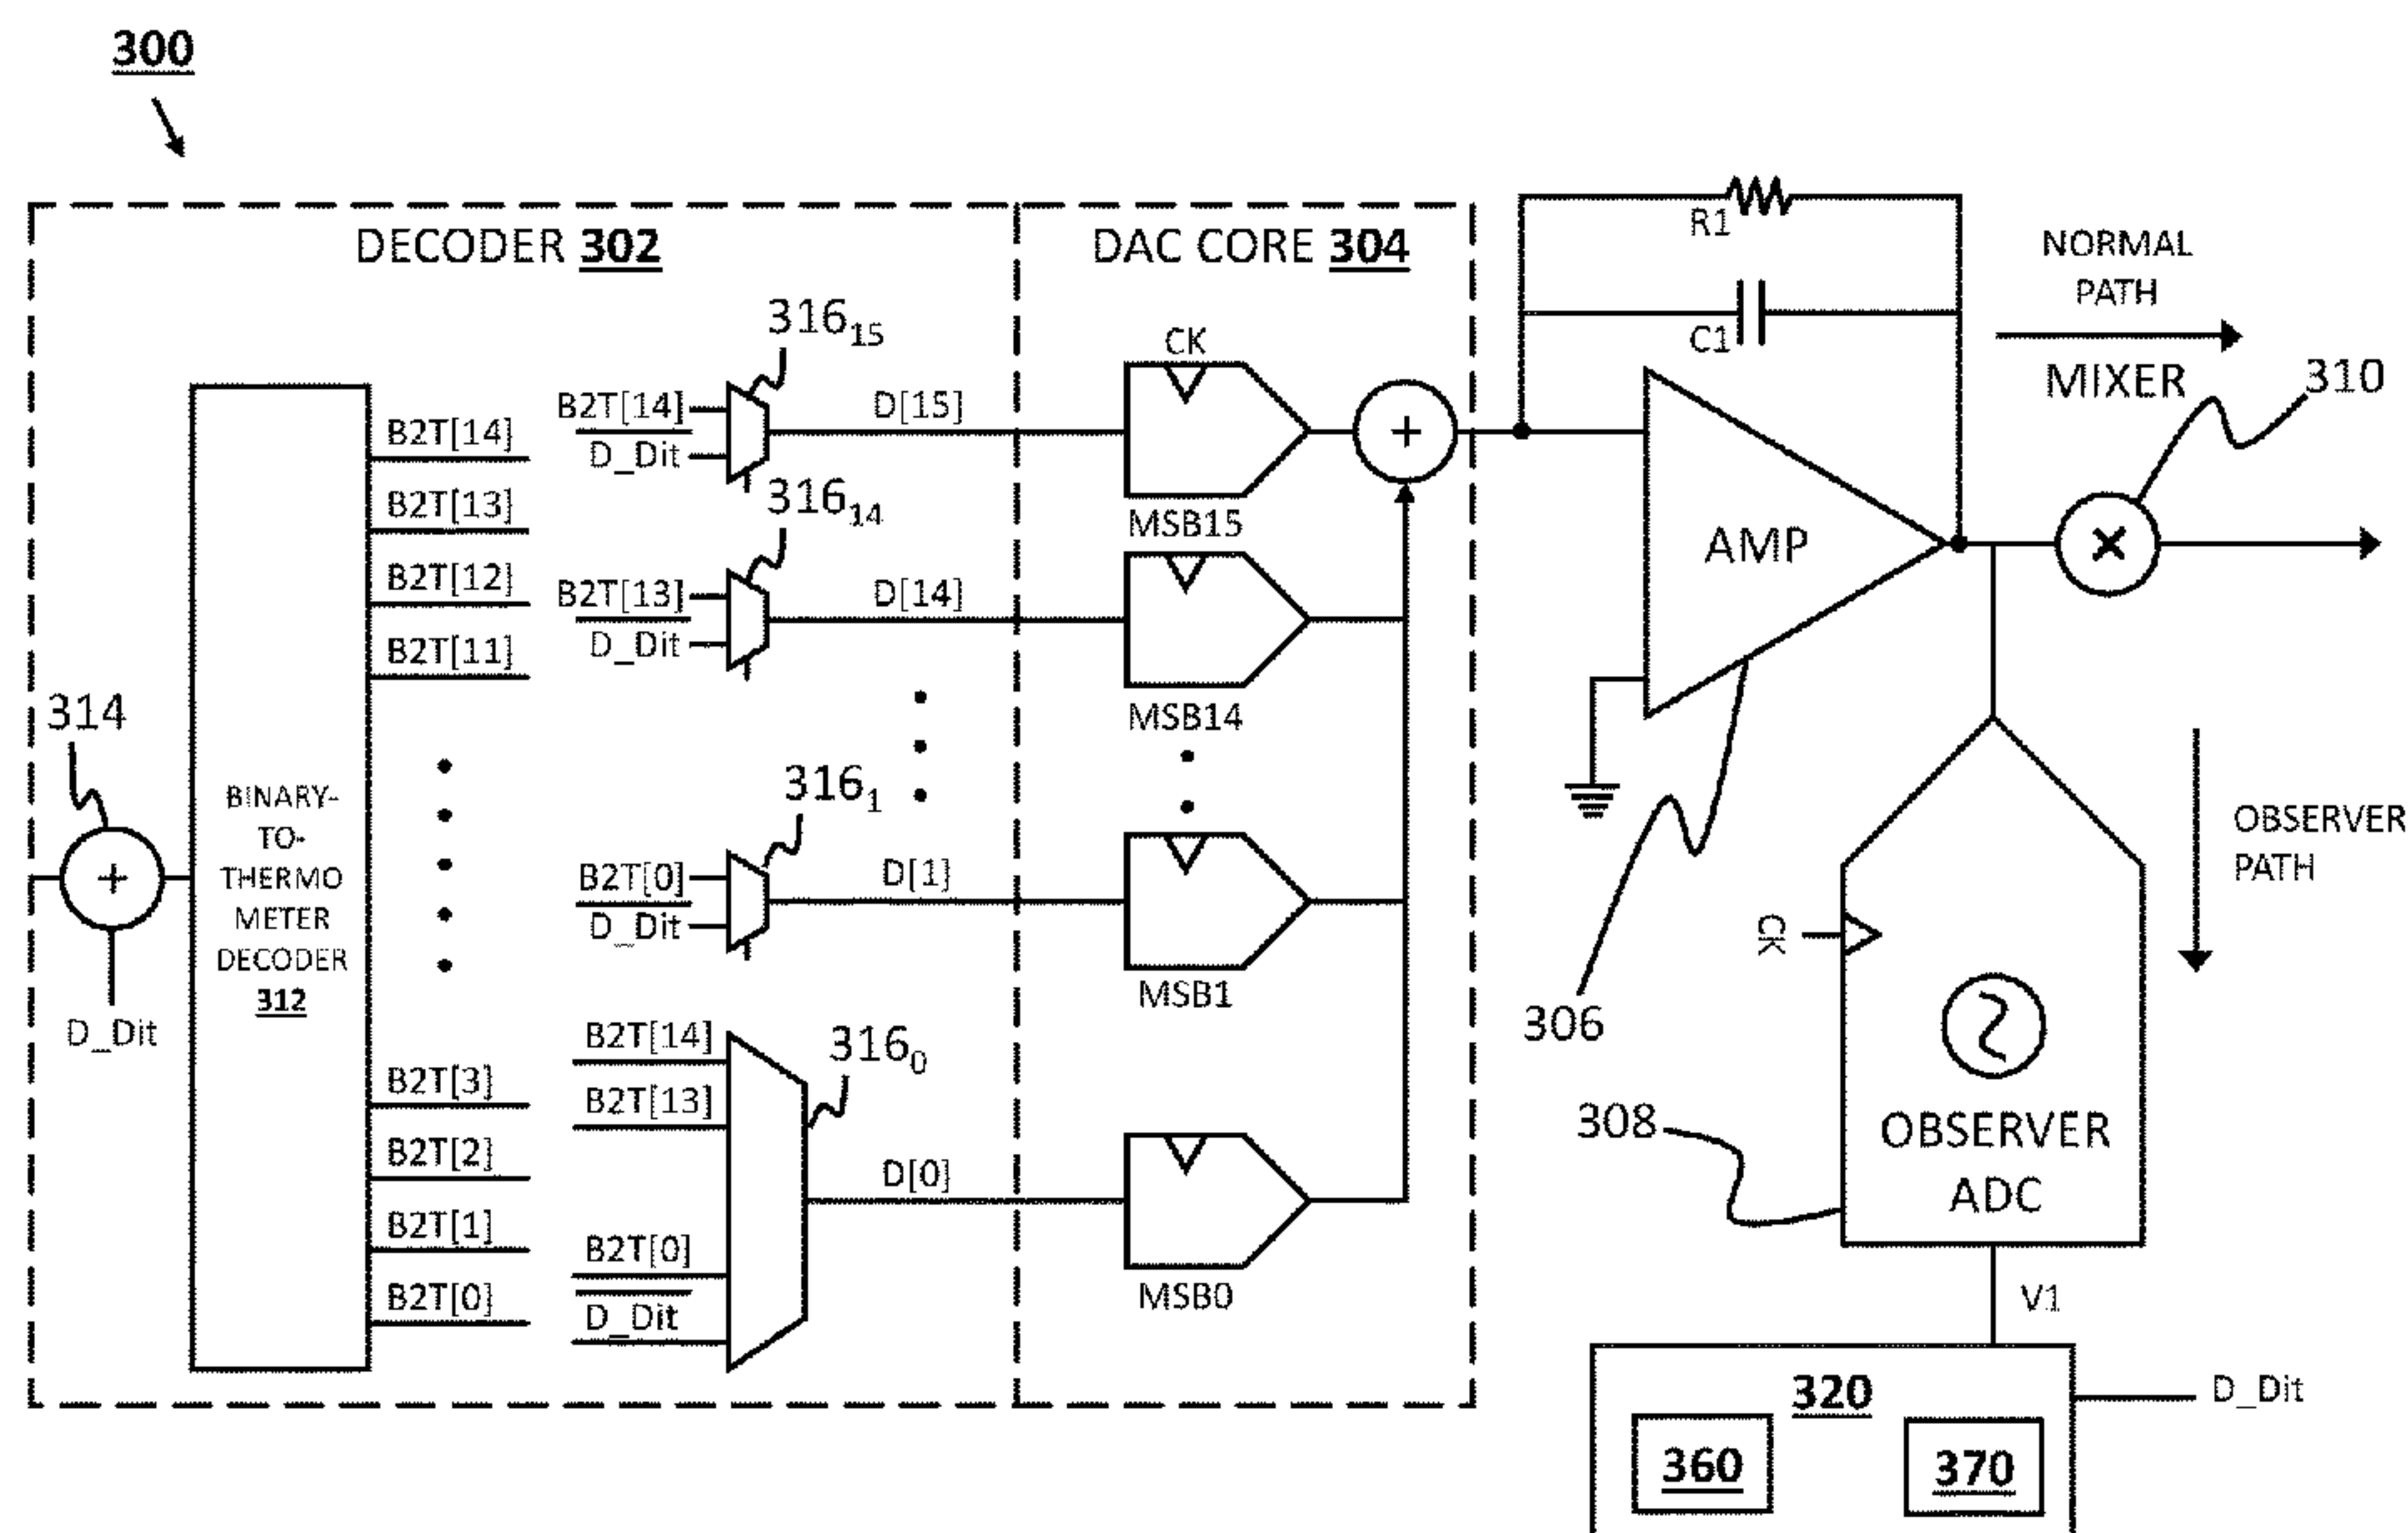 300
DECODER 302
DAC CORE 304
R1
C1
NORMAL
PATH
MIXER
310
316₁₅
B2T[14]
D_Dit
D[15]
CK
MSB15
+
316₁₄
B2T[13]
D_Dit
D[14]
MSB14
316₁
B2T[0]
D_Dit
D[1]
MSB1
B2T[14]
B2T[13]
B2T[12]
B2T[11]
314
+
D_Dit
BINARY-
TO-
THERMO
METER
DECODER
312
B2T[3]
B2T[2]
B2T[1]
B2T[0]
B2T[14]
B2T[13]
B2T[0]
D_Dit
316₀
D[0]
MSB0
AMP
×
306
OBSERVER
PATH
CK
308
OBSERVER
ADC
V1
320
D_Dit
360
370